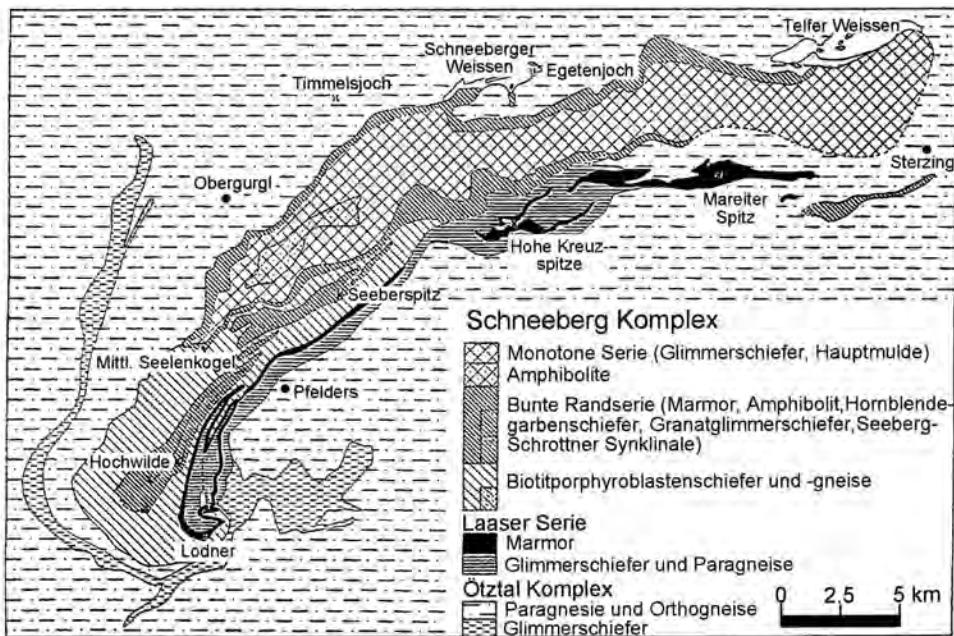 Telfer Weissen
Schneeberger
Weissen
Egetenjoch
Timmelsjoch
Sterzing
Obergurgl
Mareiter
Spitz
Hohe Kreuz-
spitze
Seeberspitz
Mittl. Seelenkogel
Pfelders
Hochwilde
Lodner
Schneeberg Komplex
Monotone Serie (Glimmerschiefer, Hauptmulde)
Amphibolite
Bunte Randserie (Marmor, Amphibolit,Hornblende-
garbenschiefer, Granatglimmerschiefer,Seeberg-
Schrottner Synklinale)
Biotitporphyroblastenschiefer und -gneise
Laaser Serie
Marmor
Glimmerschiefer und Paragneise
Ötztal Komplex
Paragnesie und Orthogneise
Glimmerschiefer
0 2,5 5 km